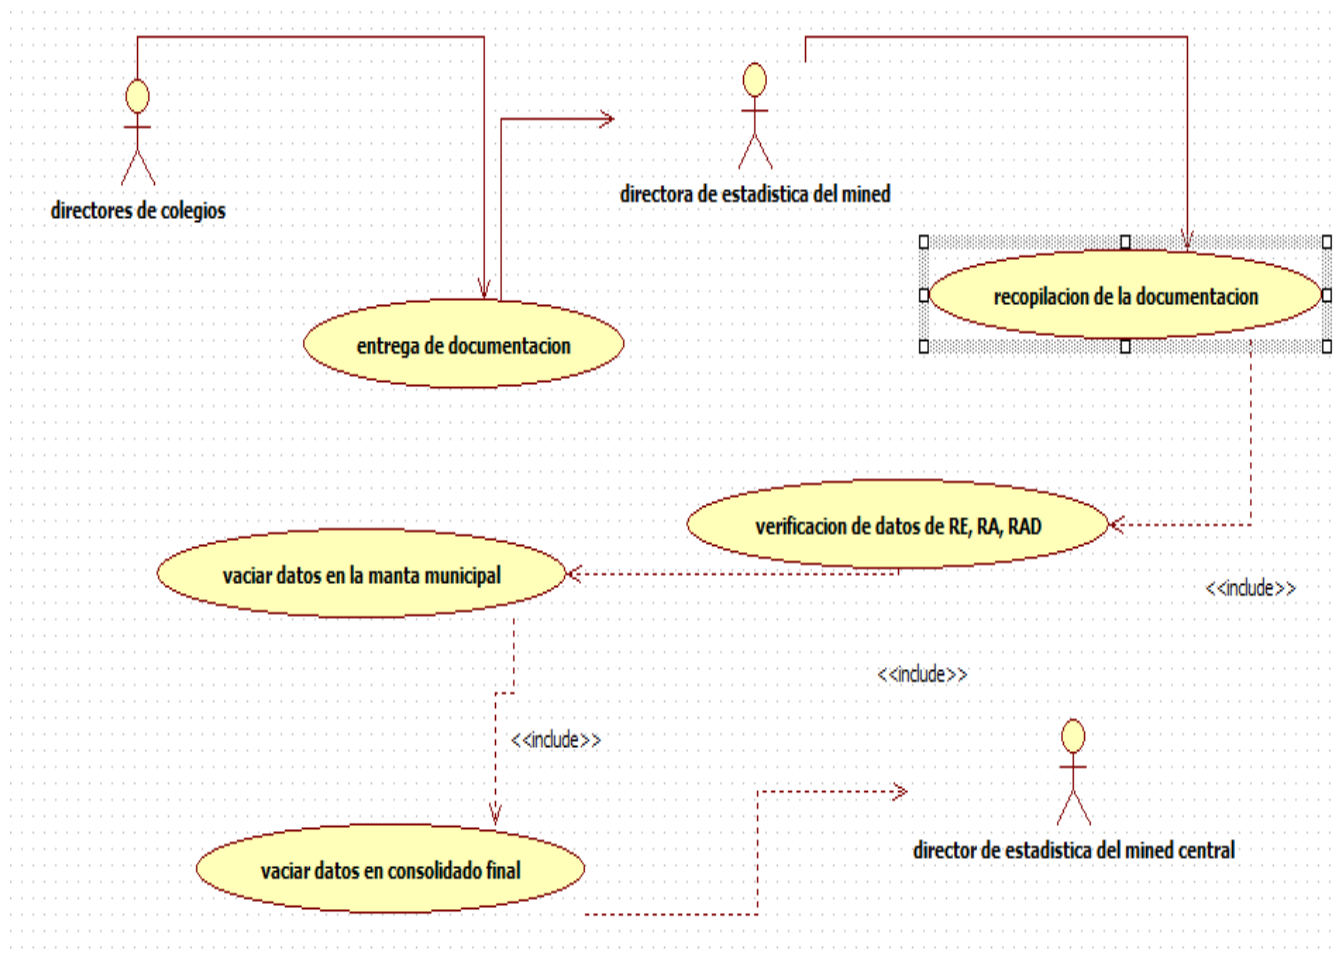 directores de colegios
directora de estadistica del mined
recopilacion de la documentacion
entrega de documentacion
verificacion de datos de RE, RA, RAD
vaciar datos en la manta municipal
<<include>>
<<include>>
<<include>>
director de estadistica del mined central
vaciar datos en consolidado final